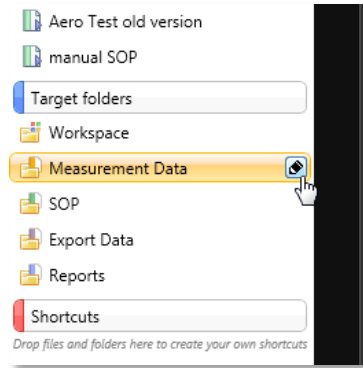 Aero Test old version
manual SOP
Target folders
Workspace
Measurement Data
SOP
Export Data
Reports
Shortcuts
Drop files and folders here to create your own shortcuts